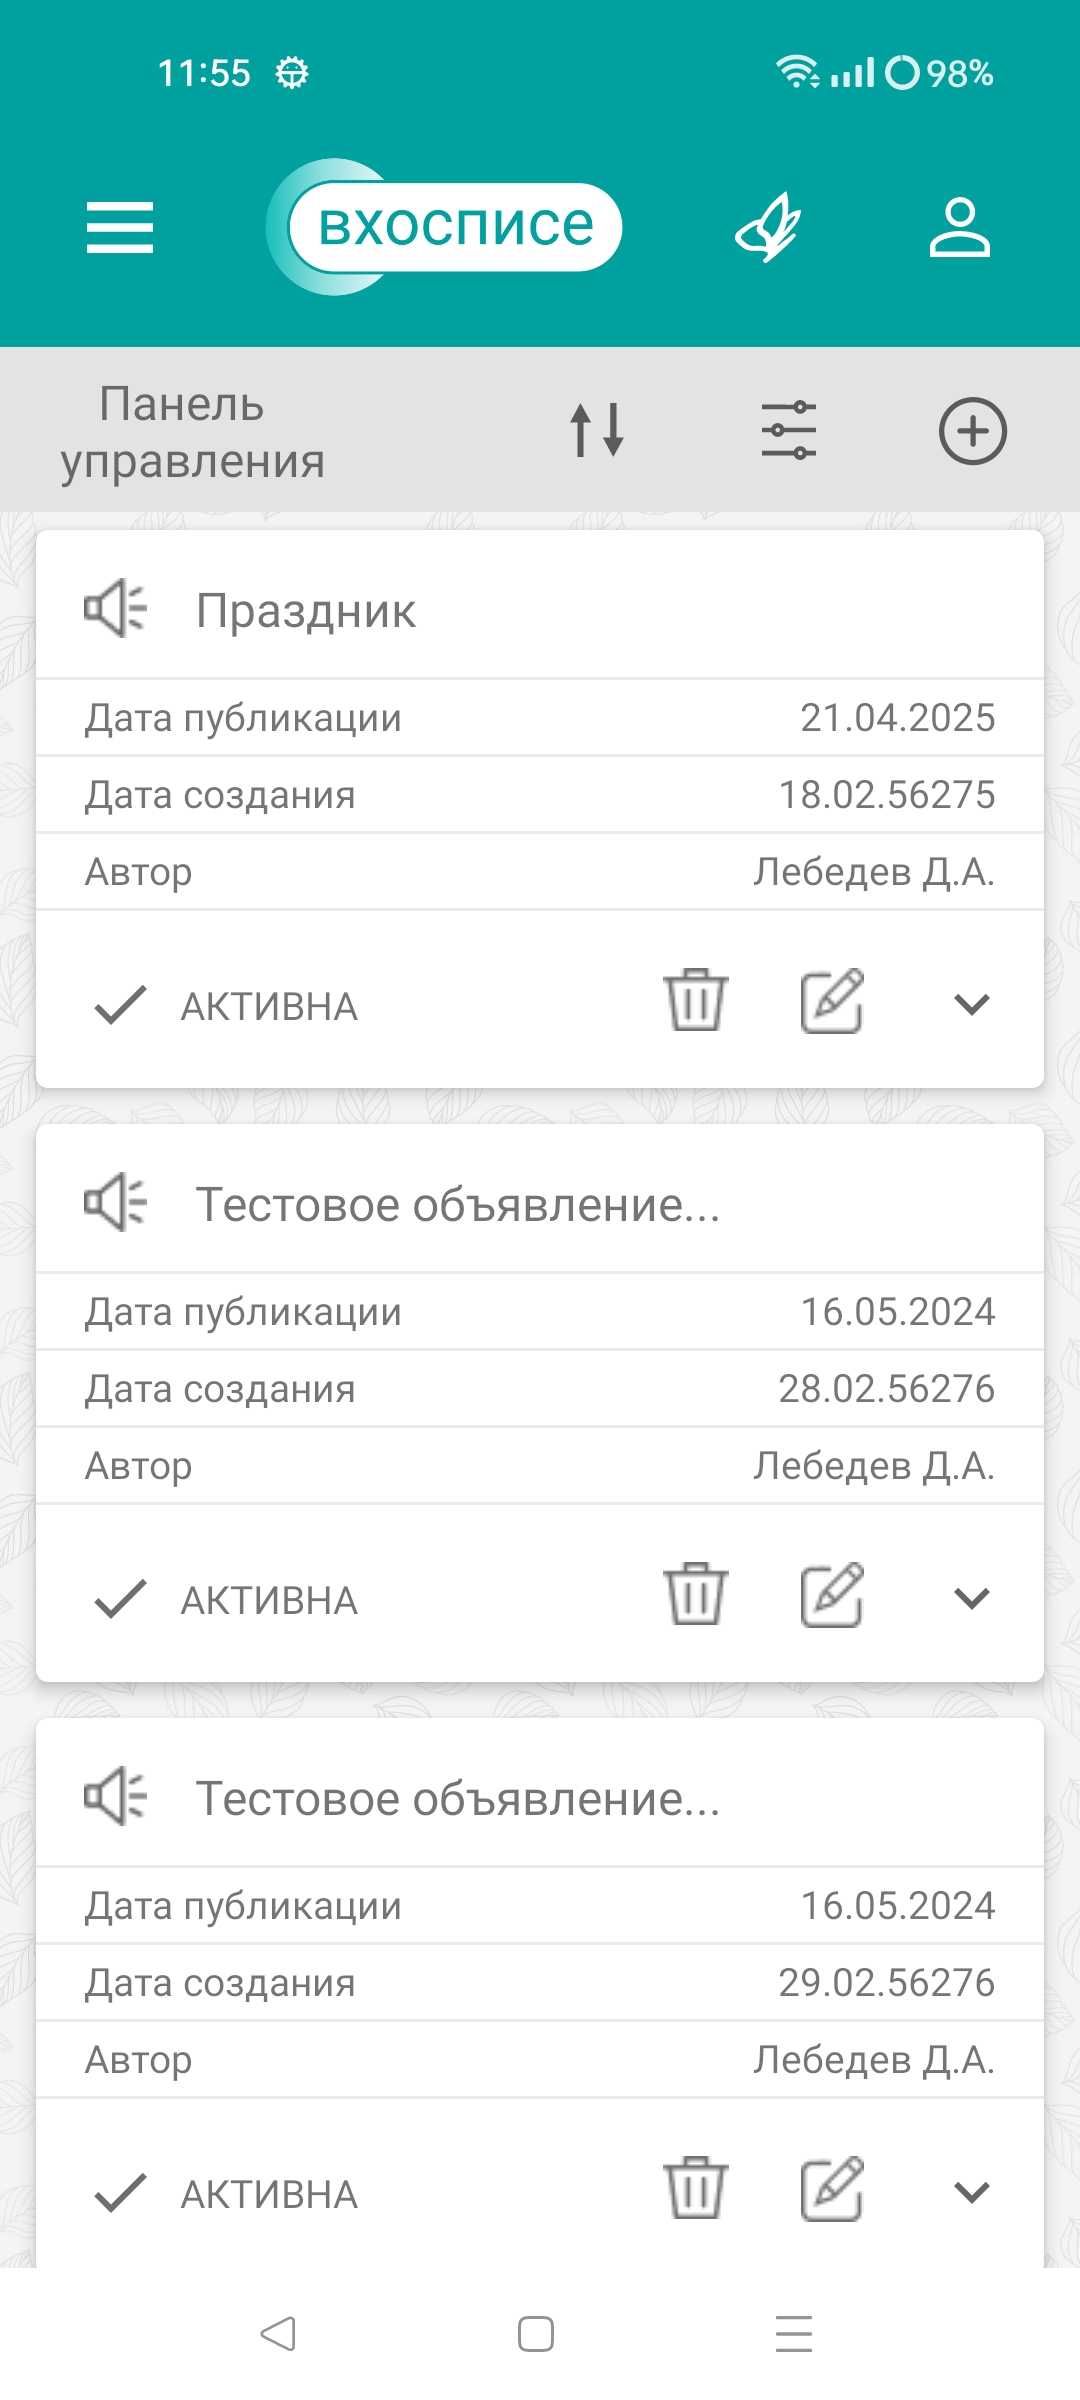 11:55 98%
вхосписе
Панель
управления
Праздник
Дата публикации 21.04.2025
Дата создания 18.02.56275
Автор Лебедев Д.А.
АКТИВНА
Тестовое объявление...
Дата публикации 16.05.2024
Дата создания 28.02.56276
Автор Лебедев Д.А.
АКТИВНА
Тестовое объявление...
Дата публикации 16.05.2024
Дата создания 29.02.56276
Автор Лебедев Д.А.
АКТИВНА